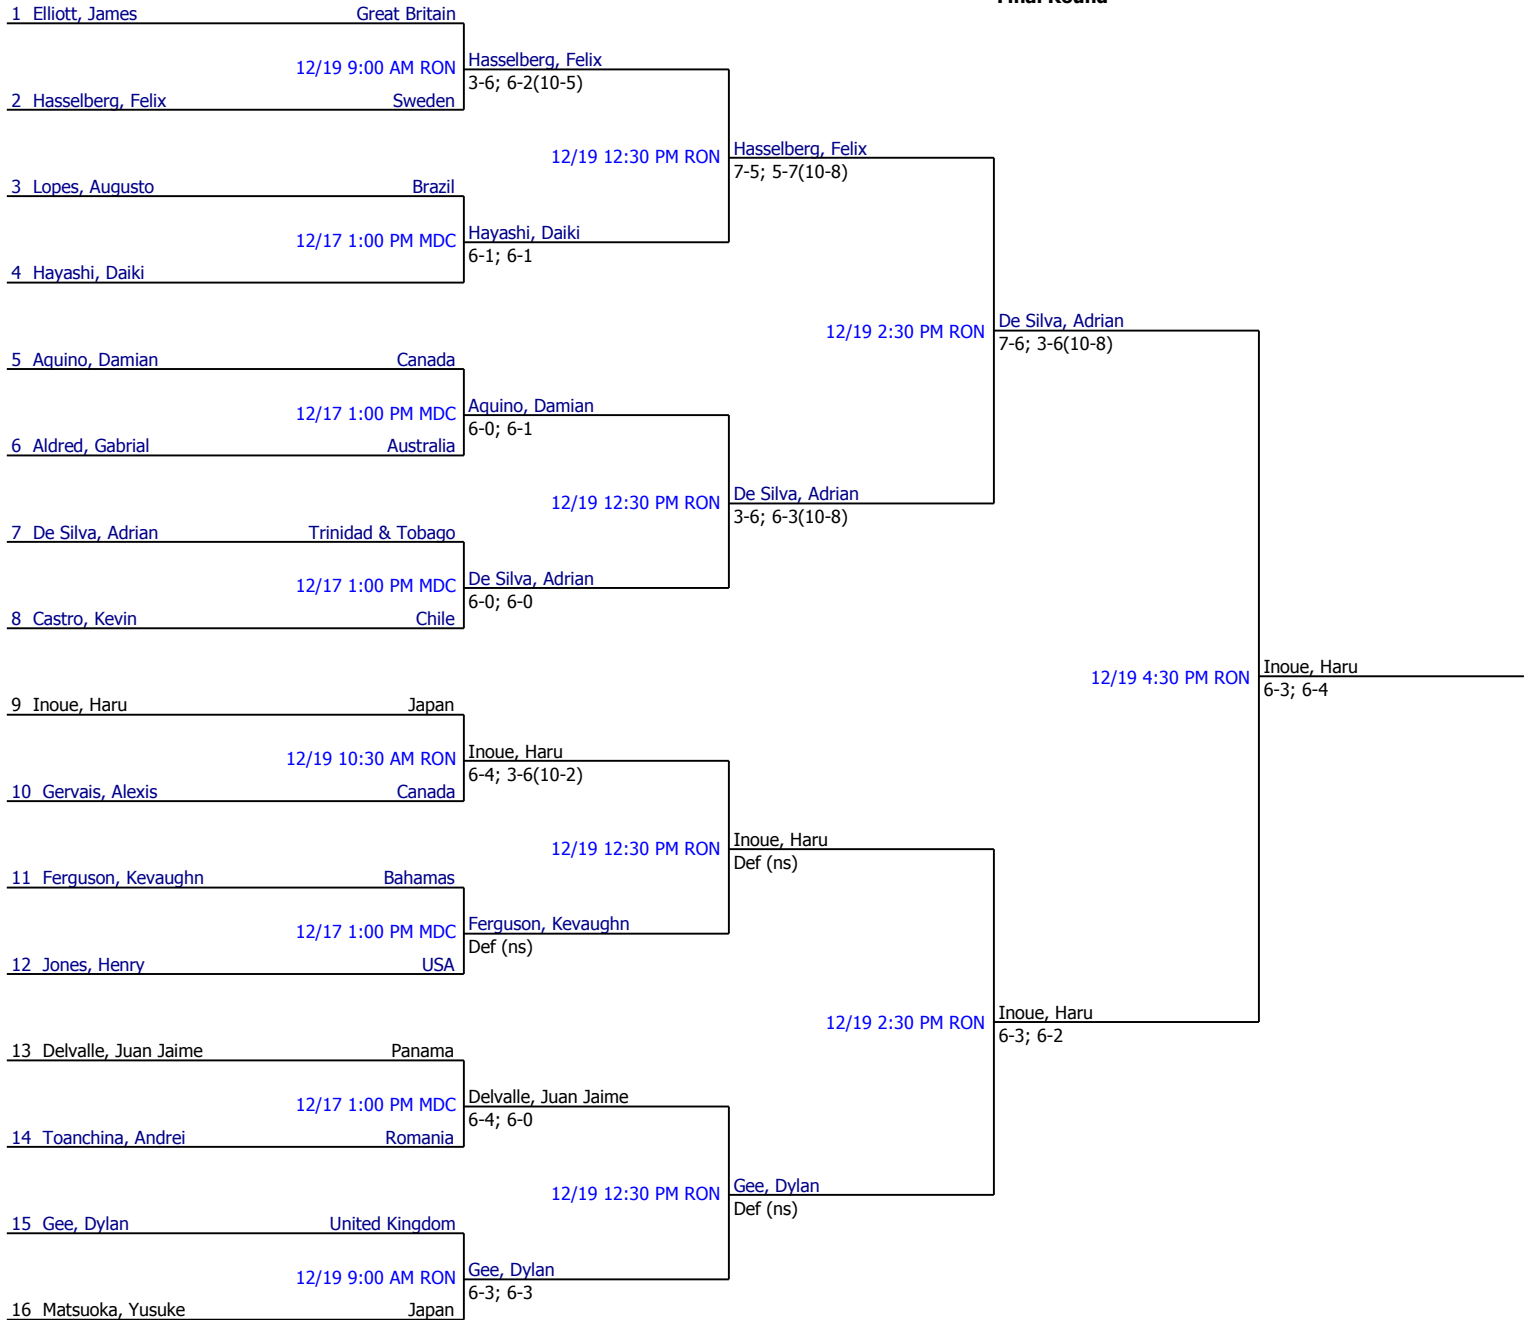 Final Round
1 Elliott, James Great Britain
12/19 9:00 AM RON
Hasselberg, Felix
3-6; 6-2(10-5)
2 Hasselberg, Felix Sweden
12/19 12:30 PM RON
Hasselberg, Felix
7-5; 5-7(10-8)
3 Lopes, Augusto Brazil
12/17 1:00 PM MDC
Hayashi, Daiki
6-1; 6-1
4 Hayashi, Daiki
12/19 2:30 PM RON
De Silva, Adrian
7-6; 3-6(10-8)
5 Aquino, Damian Canada
12/17 1:00 PM MDC
Aquino, Damian
6-0; 6-1
6 Aldred, Gabrial Australia
12/19 12:30 PM RON
De Silva, Adrian
3-6; 6-3(10-8)
7 De Silva, Adrian Trinidad & Tobago
12/17 1:00 PM MDC
De Silva, Adrian
6-0; 6-0
8 Castro, Kevin Chile
12/19 4:30 PM RON
Inoue, Haru
6-3; 6-4
9 Inoue, Haru Japan
12/19 10:30 AM RON
Inoue, Haru
6-4; 3-6(10-2)
10 Gervais, Alexis Canada
12/19 12:30 PM RON
Inoue, Haru
Def (ns)
11 Ferguson, Kevaughn Bahamas
12/17 1:00 PM MDC
Ferguson, Kevaughn
Def (ns)
12 Jones, Henry USA
12/19 2:30 PM RON
Inoue, Haru
6-3; 6-2
13 Delvalle, Juan Jaime Panama
12/17 1:00 PM MDC
Delvalle, Juan Jaime
6-4; 6-0
14 Toanchina, Andrei Romania
12/19 12:30 PM RON
Gee, Dylan
Def (ns)
15 Gee, Dylan United Kingdom
12/19 9:00 AM RON
Gee, Dylan
6-3; 6-3
16 Matsuoka, Yusuke Japan